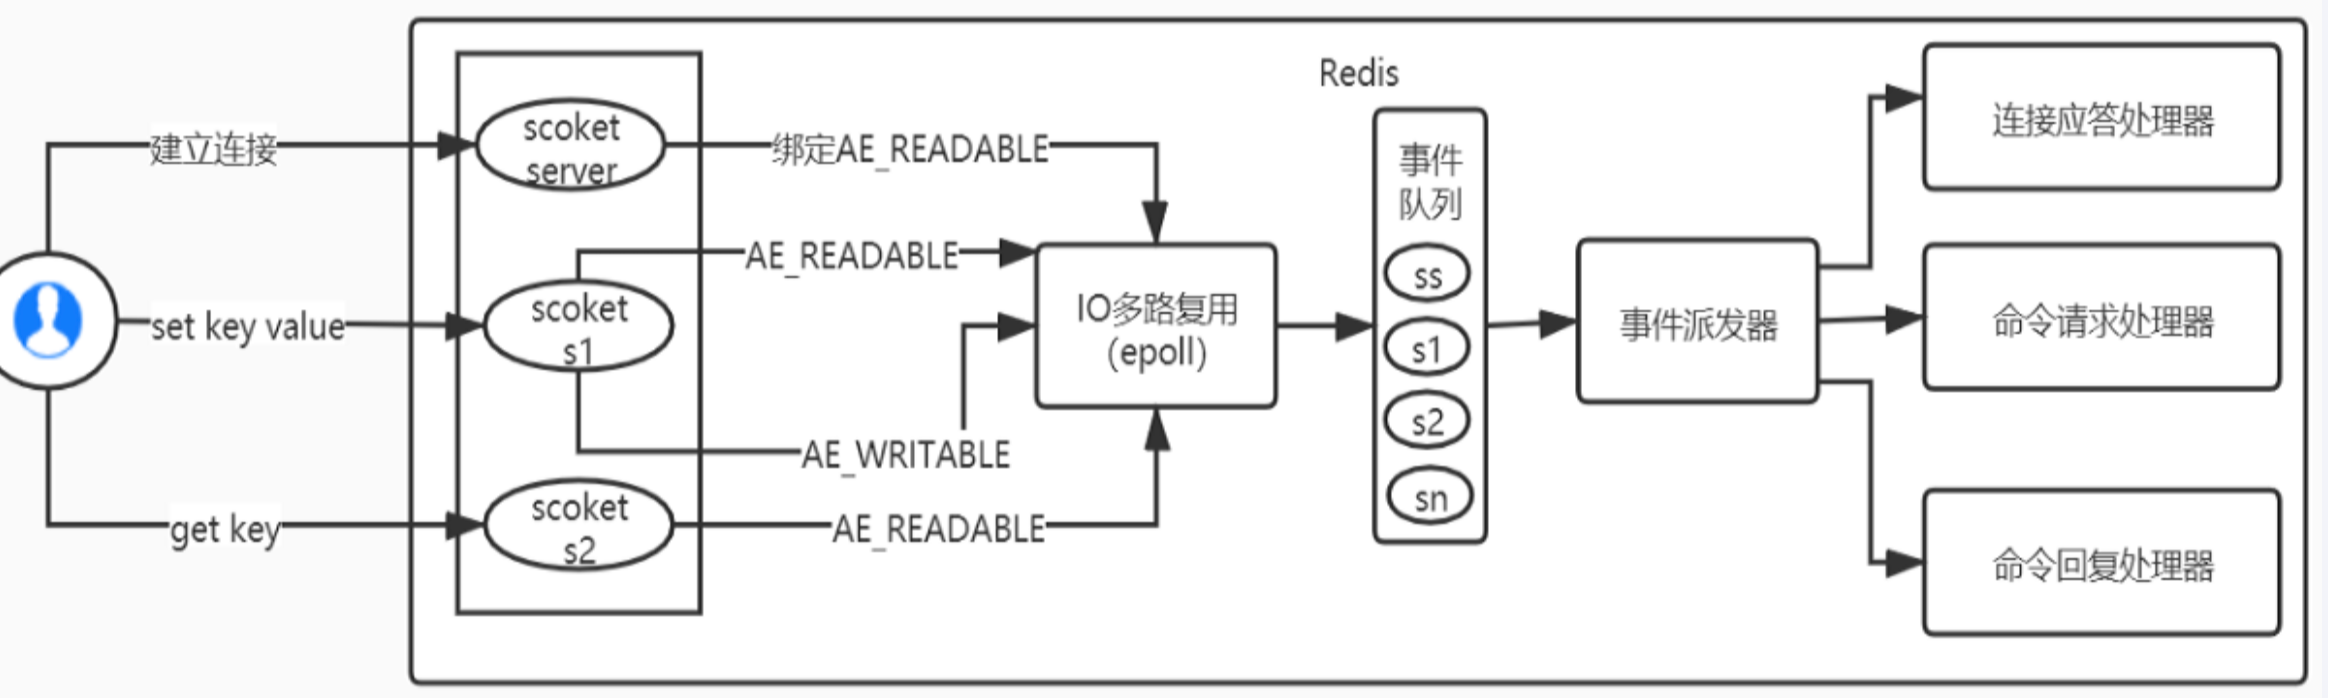 Redis
建立连接
scoket
server
绑定AE_READABLE
set key value
scoket
s1
AE_READABLE
AE_WRITABLE
get key
scoket
s2
AE_READABLE
IO多路复用
(epoll)
事件
队列
ss
s1
s2
sn
事件派发器
连接应答处理器
命令请求处理器
命令回复处理器